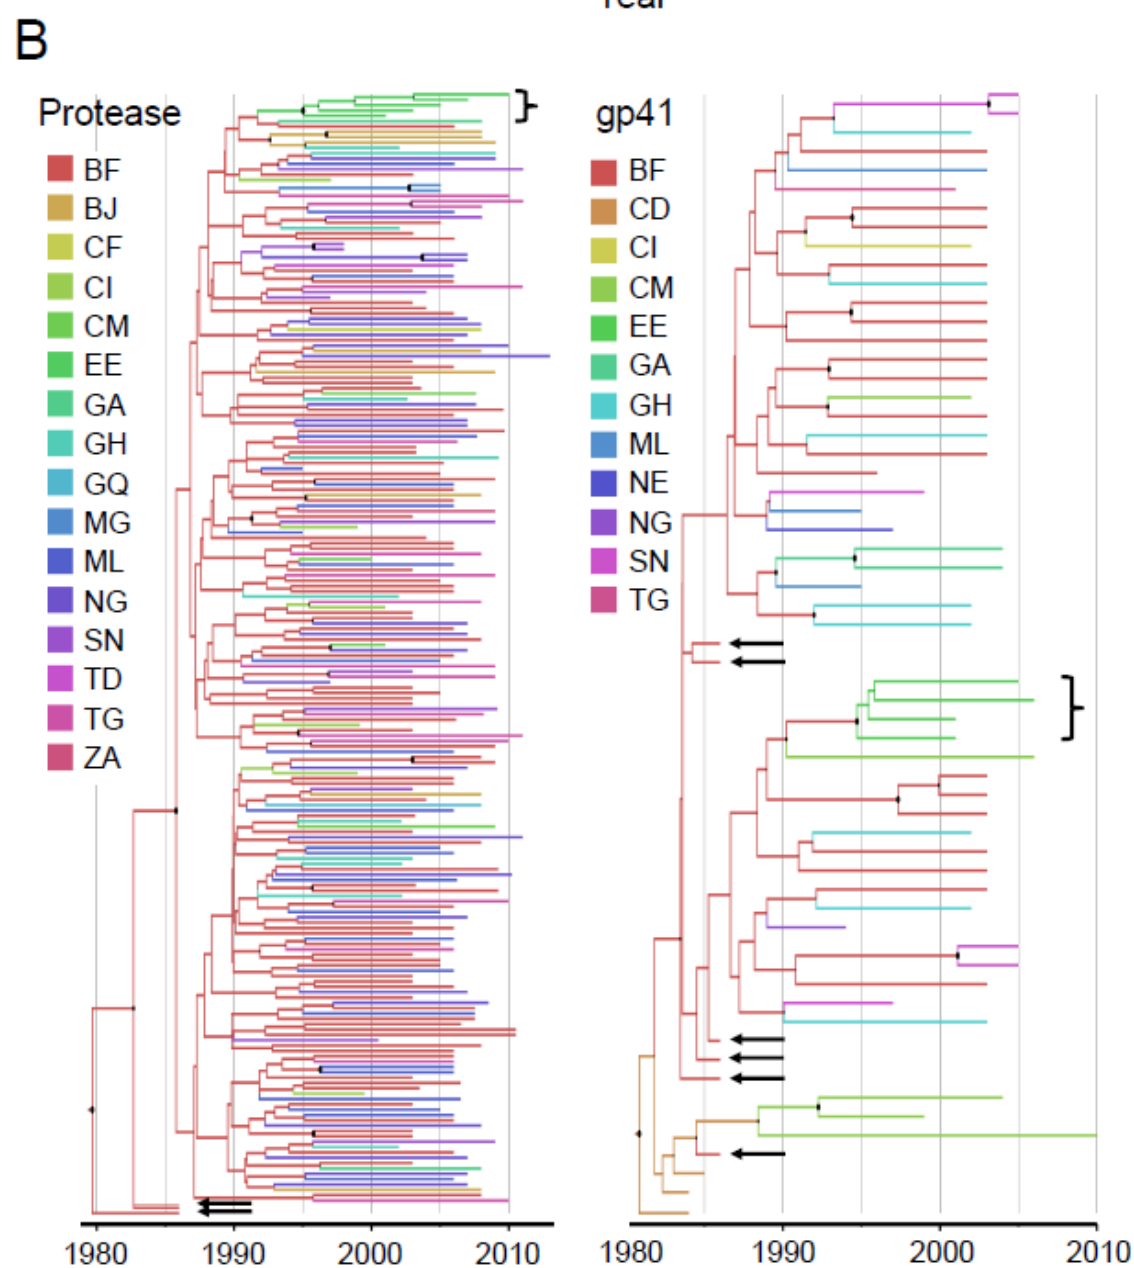 Year
B
Protease
BF
BJ
CF
CI
CM
EE
GA
GH
GQ
MG
ML
NG
SN
TD
TG
ZA
1980 1990 2000 2010
gp41
BF
CD
CI
CM
EE
GA
GH
ML
NE
NG
SN
TG
1980 1990 2000 2010